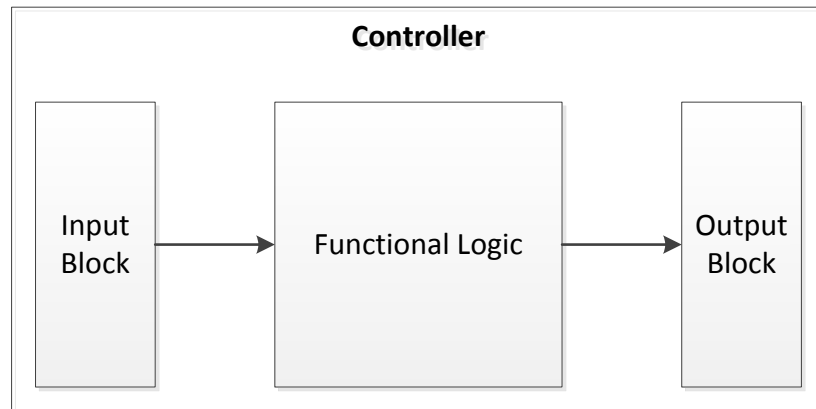 Controller
Input
Block
Functional Logic
Output
Block